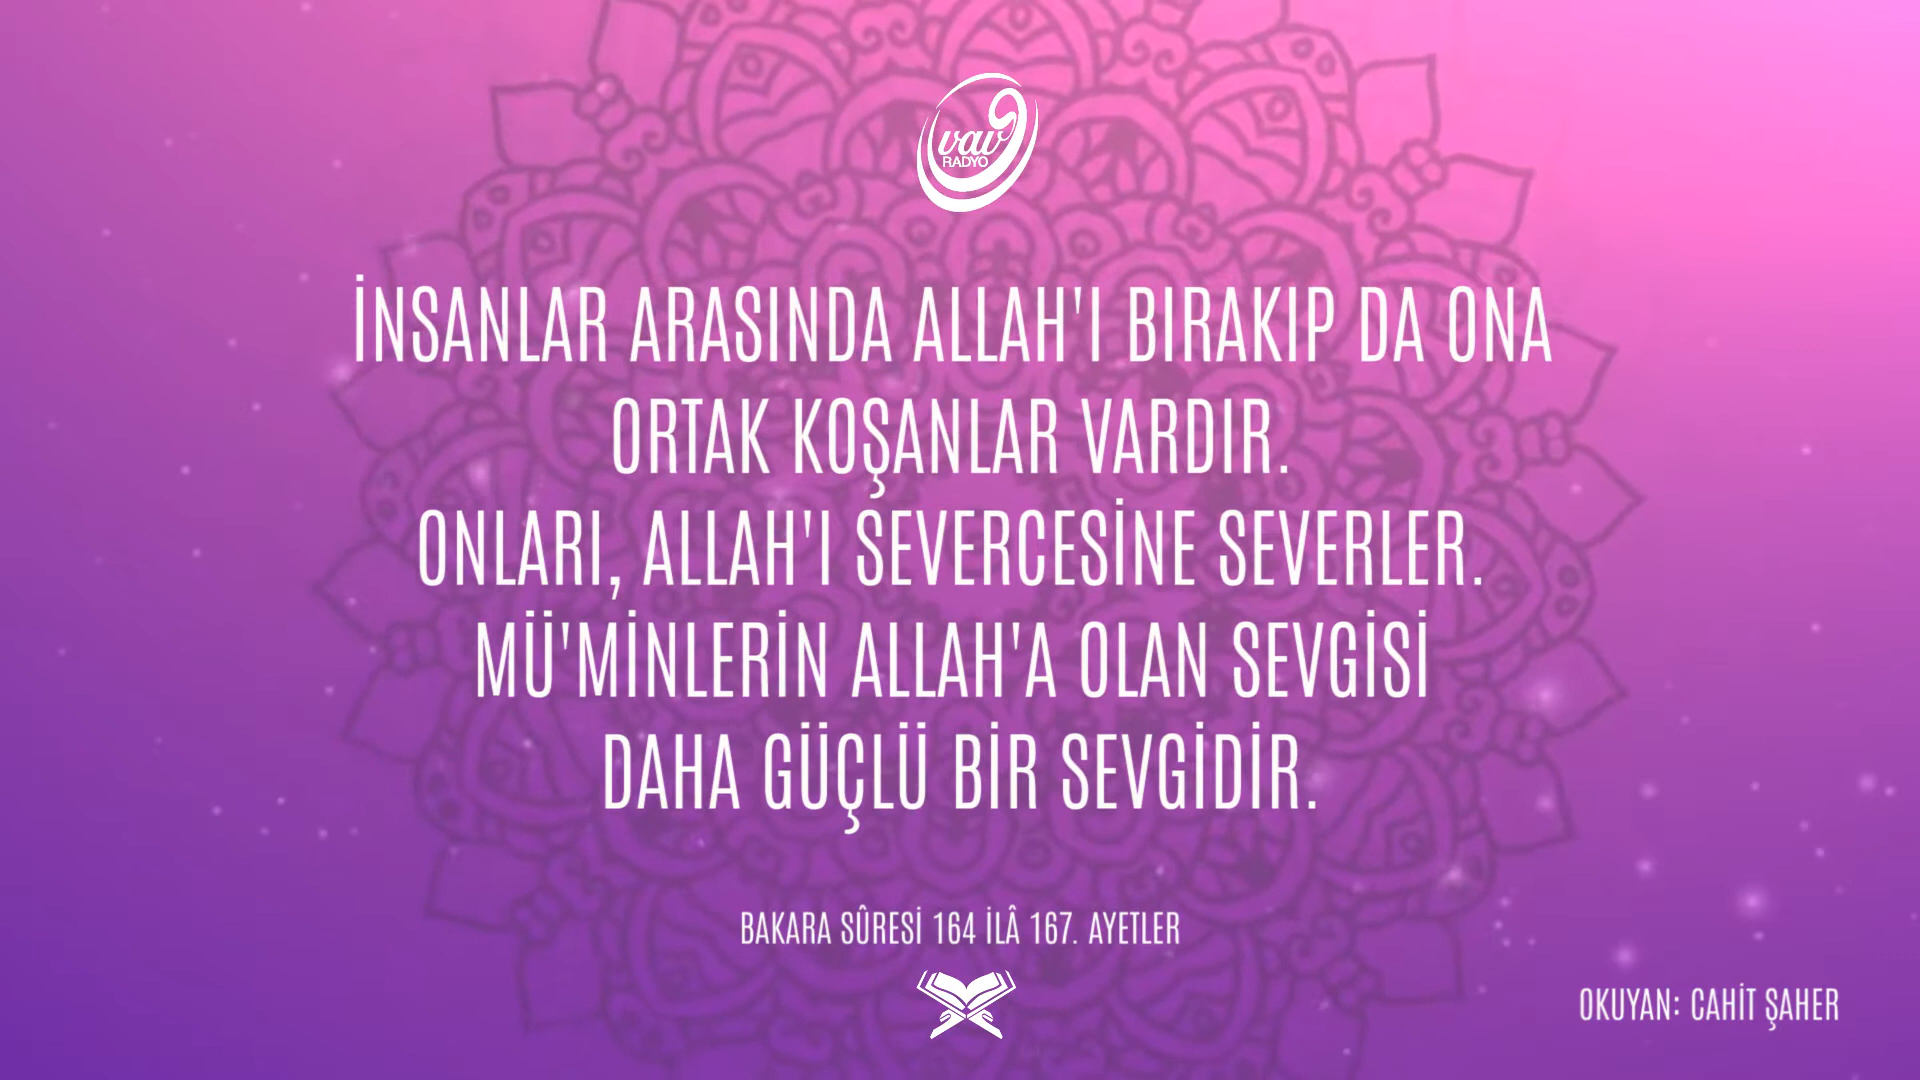 vav
RADYO
İNSANLAR ARASINDA ALLAH'I BIRAKIP DA ONA
ORTAK KOŞANLAR VARDIR.
ONLARI, ALLAH'I SEVERCESİNE SEVERLER.
MÜ'MİNLERİN ALLAH'A OLAN SEVGİSİ
DAHA GÜÇLÜ BİR SEVGİDİR.
BAKARA SÛRESİ 164 İLÂ 167. AYETLER
OKUYAN: CAHİT ŞAHER